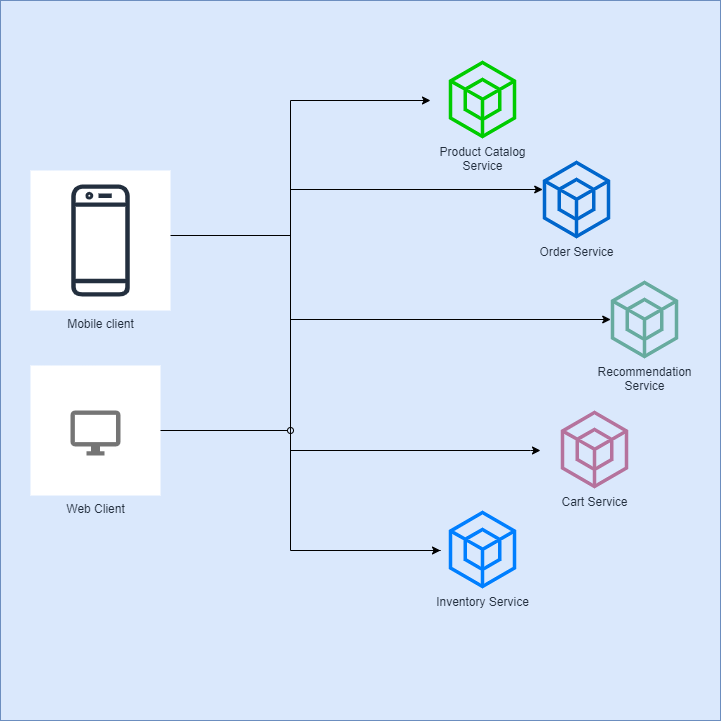 Product Catalog
Service
Order Service
Mobile client
Recommendation
Service
Web Client
Cart Service
Inventory Service